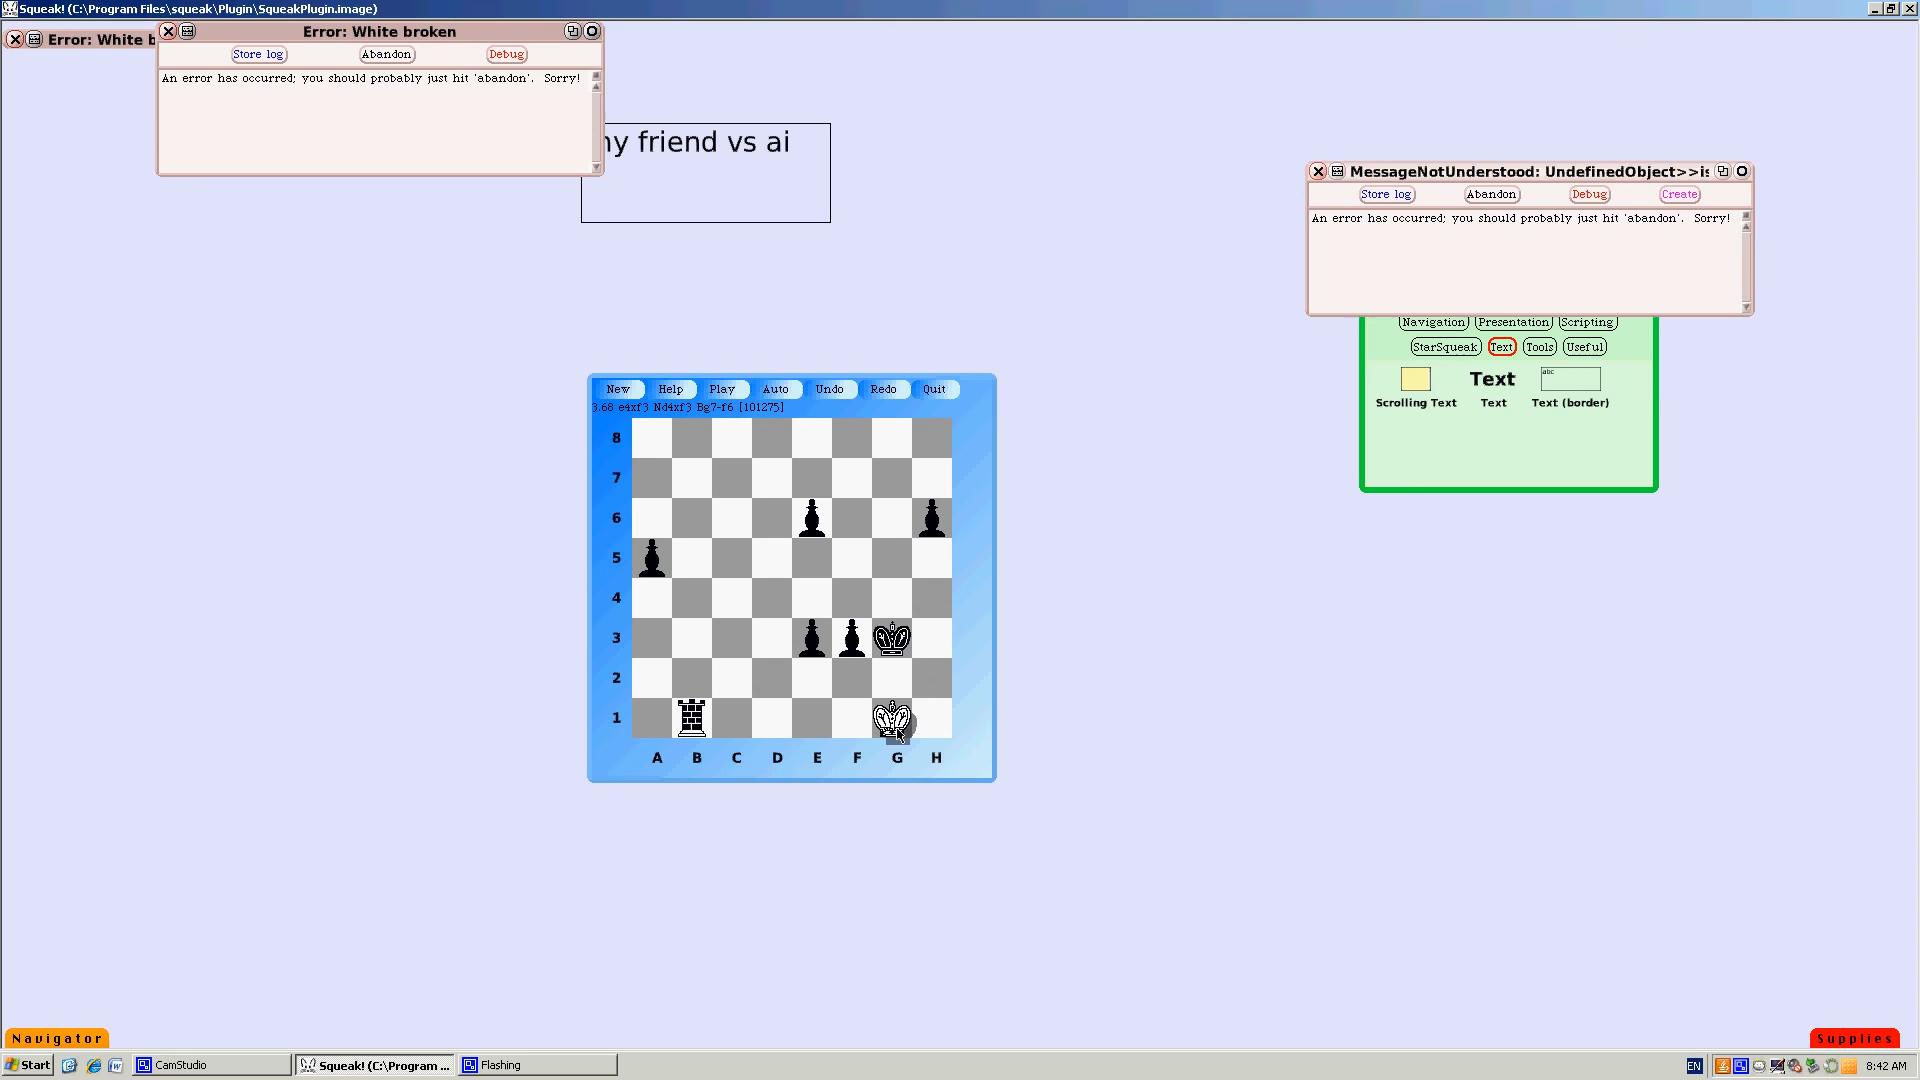 Squeak! (C:\Program Files\squeak\Plugin\SqueakPlugin.image)
Error: White b
Error: White broken
Store log Abandon Debug
An error has occurred; you should probably just hit 'abandon'. Sorry!
my friend vs ai
MessageNotUnderstood: UndefinedObject>>is
Store log Abandon Debug Create
An error has occurred; you should probably just hit 'abandon'. Sorry!
Navigation Presentation Scripting
StarSqueak Text Tools Useful
abc
Text
Scrolling Text Text Text (border)
New Help Play Auto Undo Redo Quit
3.68 e4xf3 Nd4xf3 Bg7-f6 [101275]
8
7
6
5
4
3
2
1
A B C D E F G H
Navigator
Supplies
Start CamStudio Squeak! (C:\Program ... Flashing EN 8:42 AM